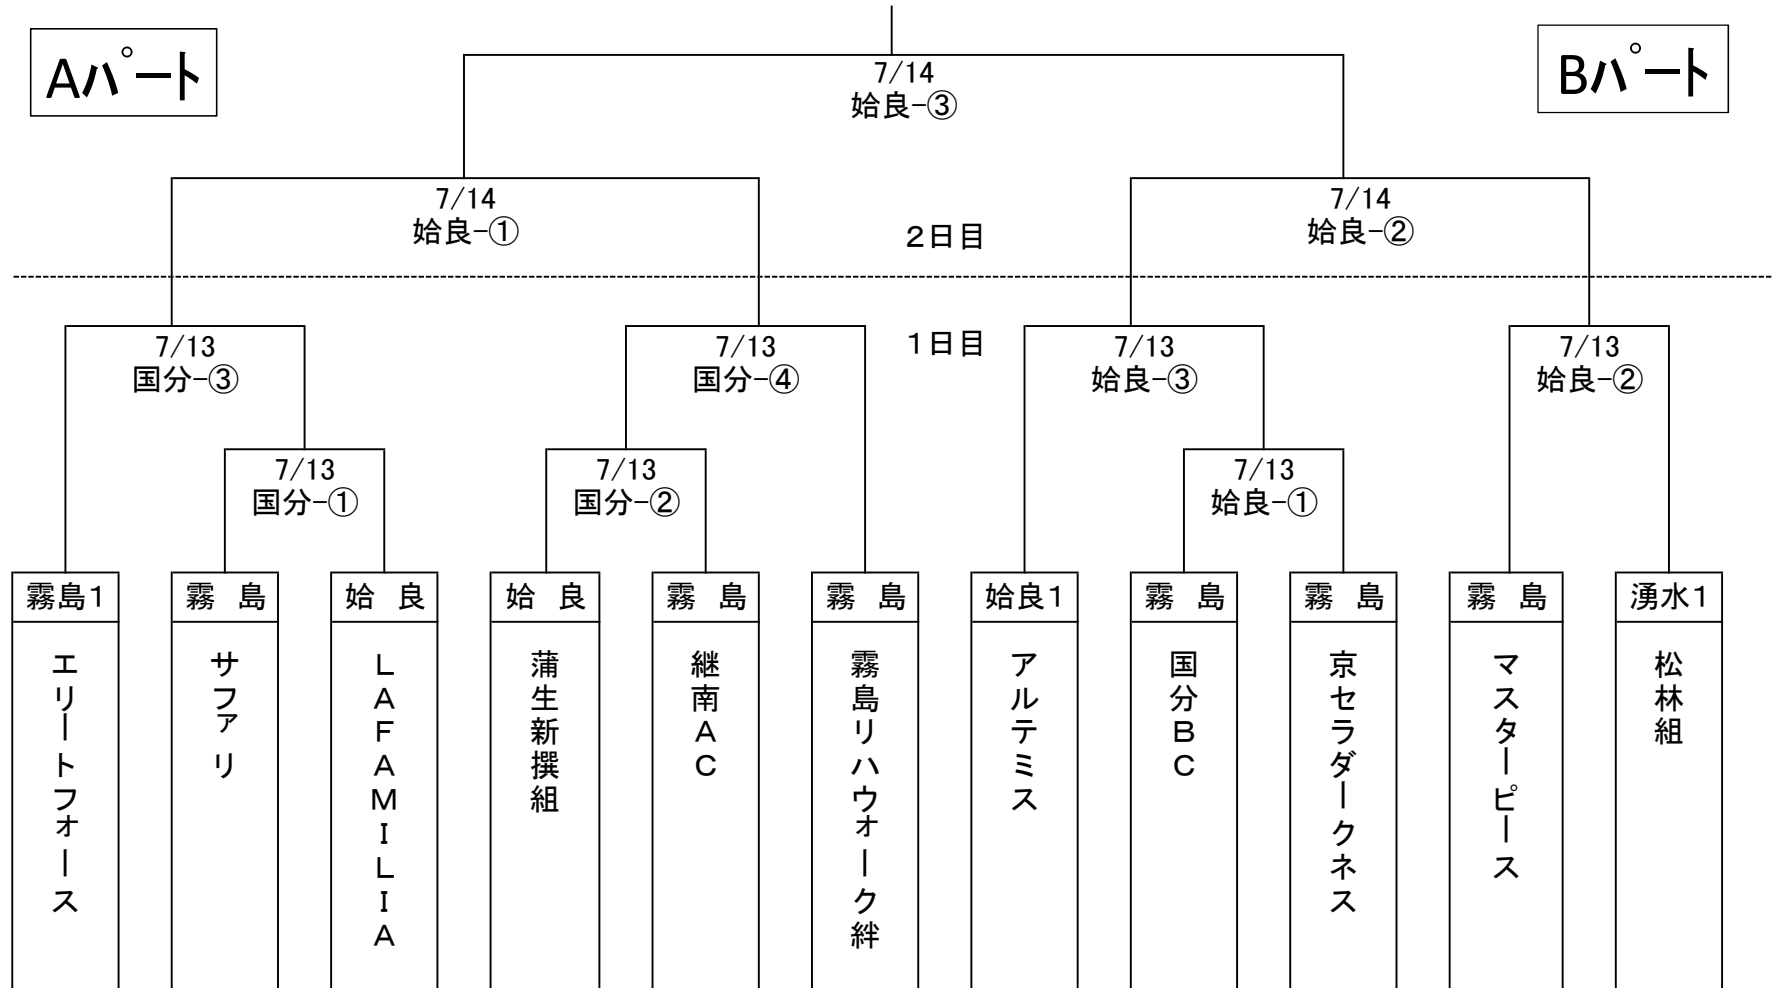 Aパート
Bパート
7/14
姶良-③
7/14
姶良-①
7/14
姶良-②
2日目
1日目
7/13
国分-③
7/13
国分-④
7/13
姶良-③
7/13
姶良-②
7/13
国分-①
7/13
国分-②
7/13
姶良-①
霧島1
エリートフォース
霧 島
サファリ
姶 良
LAFAMILIA
姶 良
蒲生新撰組
霧 島
継南AC
霧 島
霧島リハウォーク絆
姶良1
アルテミス
霧 島
国分BC
霧 島
京セラダークネス
霧 島
マスターピース
湧水1
松林組